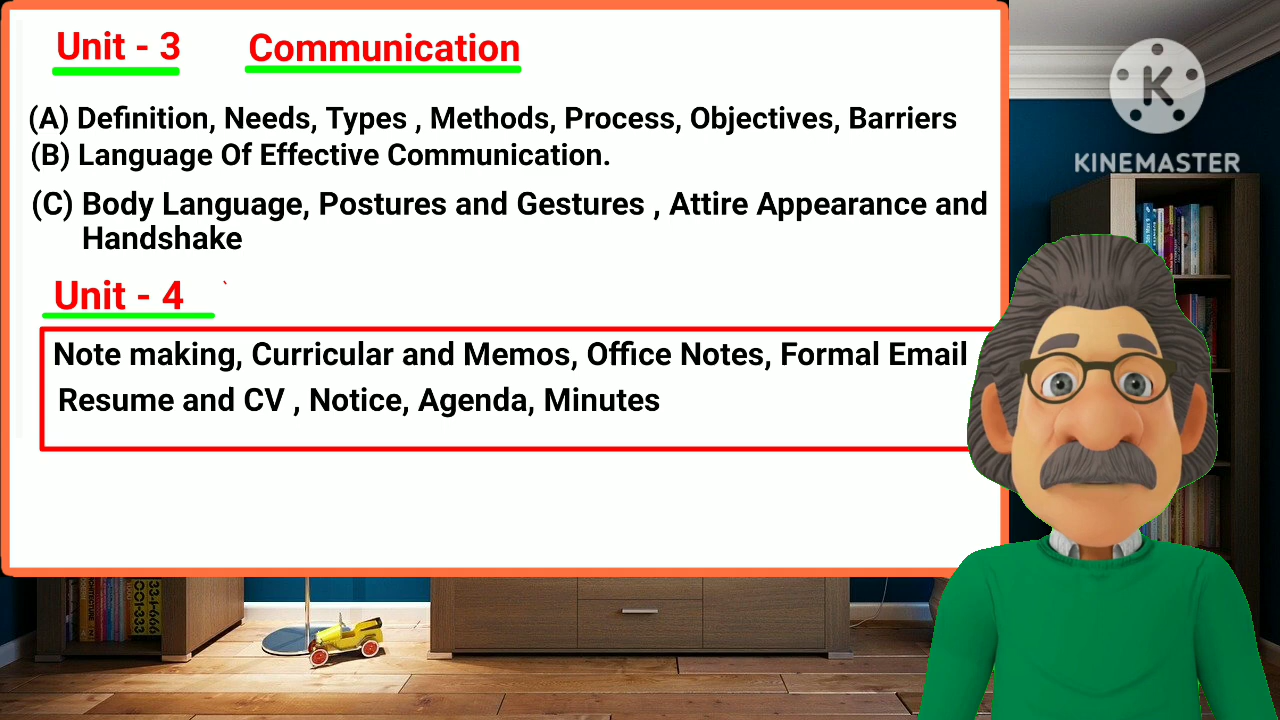 Unit - 3 Communication
(A) Definition, Needs, Types , Methods, Process, Objectives, Barriers
(B) Language Of Effective Communication.
(C) Body Language, Postures and Gestures , Attire Appearance and
Handshake
Unit - 4
Note making, Curricular and Memos, Office Notes, Formal Email
Resume and CV , Notice, Agenda, Minutes
K
KINEMASTER